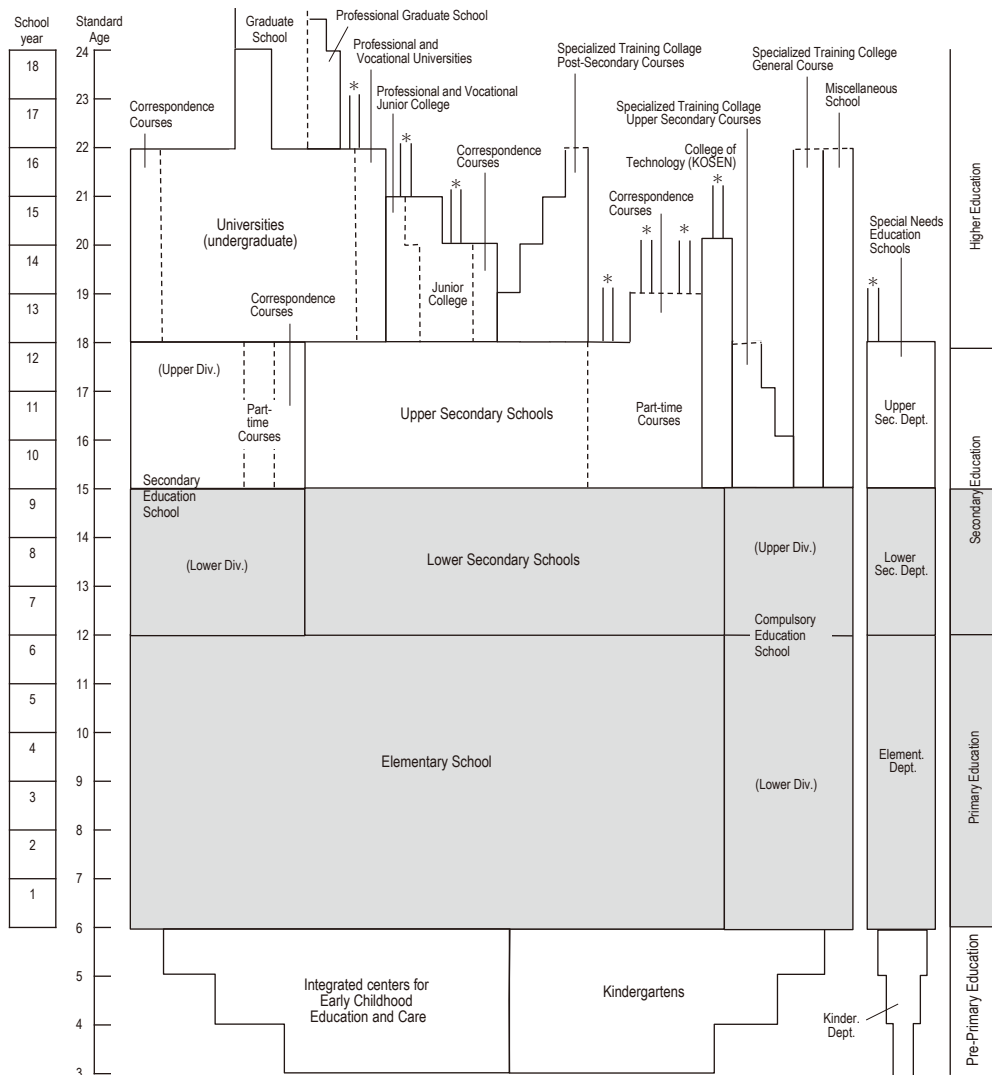 School
year
Standard
Age
Graduate
School
Professional Graduate School
Professional and
Vocational Universities
Professional and Vocational
Junior College
Correspondence
Courses
Correspondence
Courses
Specialized Training Collage
Post-Secondary Courses
Specialized Training Collage
Upper Secondary Courses
College of
Technology (KOSEN)
Correspondence
Courses
Specialized Training College
General Course
Miscellaneous
School
Special Needs
Education
Schools
*
*
*
*
*
*
*
*
Universities
(undergraduate)
Junior
College
Correspondence
Courses
(Upper Div.)
Part-
time
Courses
Upper Secondary Schools
Part-time
Courses
Upper
Sec. Dept.
Secondary
Education
School
(Lower Div.)
Lower Secondary Schools
(Upper Div.)
Lower
Sec. Dept.
Compulsory
Education
School
Elementary School
(Lower Div.)
Element.
Dept.
Integrated centers for
Early Childhood
Education and Care
Kindergartens
Kinder.
Dept.
18
17
16
15
14
13
12
11
10
9
8
7
6
5
4
3
2
1
24
23
22
21
20
19
18
17
16
15
14
13
12
11
10
9
8
7
6
5
4
3
Higher Education
Secondary Education
Primary Education
Pre-Primary Education